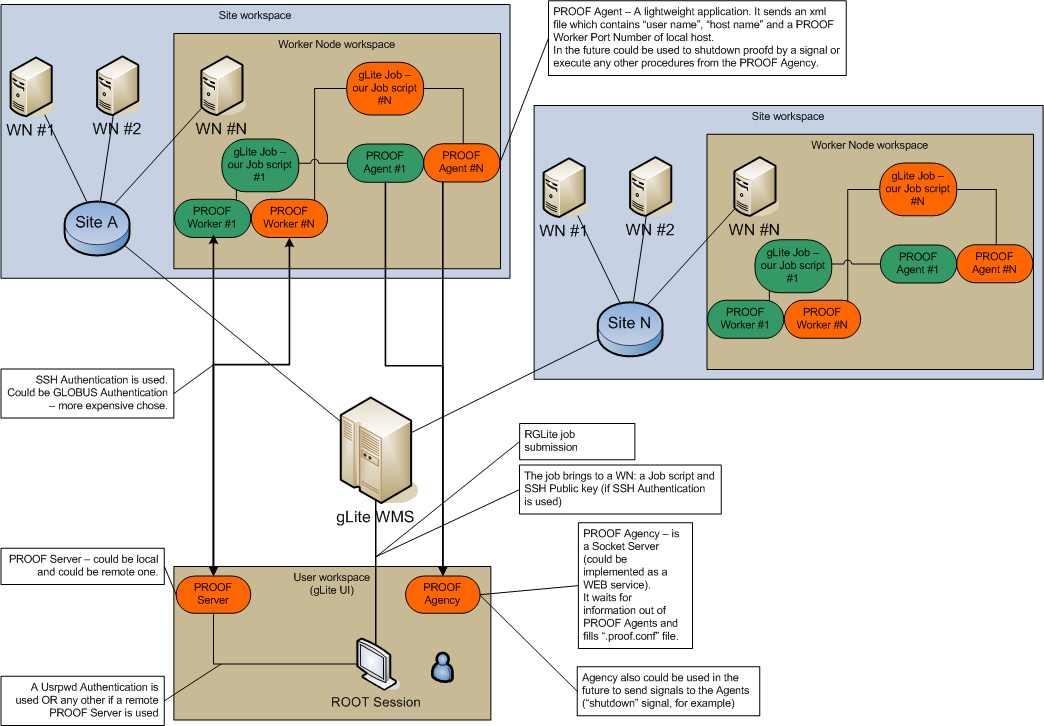 Site workspace
Worker Node workspace
WN #1
WN #2
WN #N
Site A
gLite Job –
our Job script
#N
gLite Job –
our Job script
#1
PROOF
Agent #1
PROOF
Agent #N
PROOF
Worker #1
PROOF
Worker #N
PROOF Agent – A lightweight application. It sends an xml
file which contains “user name”, “host name” and a PROOF
Worker Port Number of local host.
In the future could be used to shutdown proofd by a signal or
execute any other procedures from the PROOF Agency.
Site workspace
Worker Node workspace
WN #1
WN #2
WN #N
Site N
gLite Job –
our Job script
#N
gLite Job –
our Job script
#1
PROOF
Agent #1
PROOF
Agent #N
PROOF
Worker #1
PROOF
Worker #N
SSH Authentication is used.
Could be GLOBUS Authentication
– more expensive chose.
gLite WMS
RGLite job
submission
The job brings to a WN: a Job script and
SSH Public key (if SSH Authentication
is used)
PROOF Agency – is
a Socket Server
(could be
implemented as a
WEB service).
It waits for
information out of
PROOF Agents and
fills “.proof.conf” file.
PROOF Server – could be local
and could be remote one.
User workspace
(gLite UI)
PROOF
Server
PROOF
Agency
ROOT Session
A Usrpwd Authentication is
used OR any other if a remote
PROOF Server is used
Agency also could be used in the
future to send signals to the Agents
(“shutdown” signal, for example)